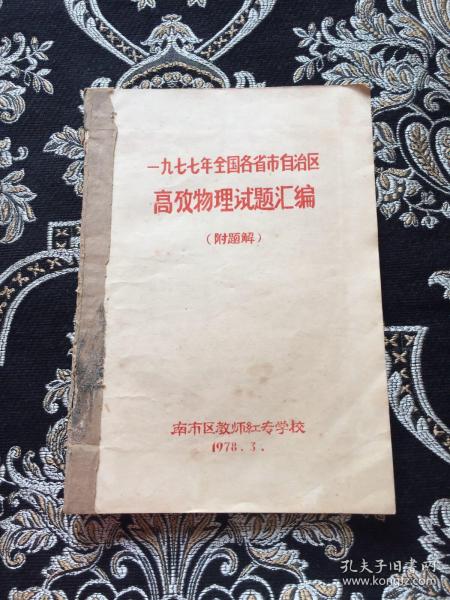 一九七七年全国各省市自治区
高攷物理试题汇编
（附题解）
南市区教师红专学校
1978.3.
孔夫子旧书网
www.kongfz.com